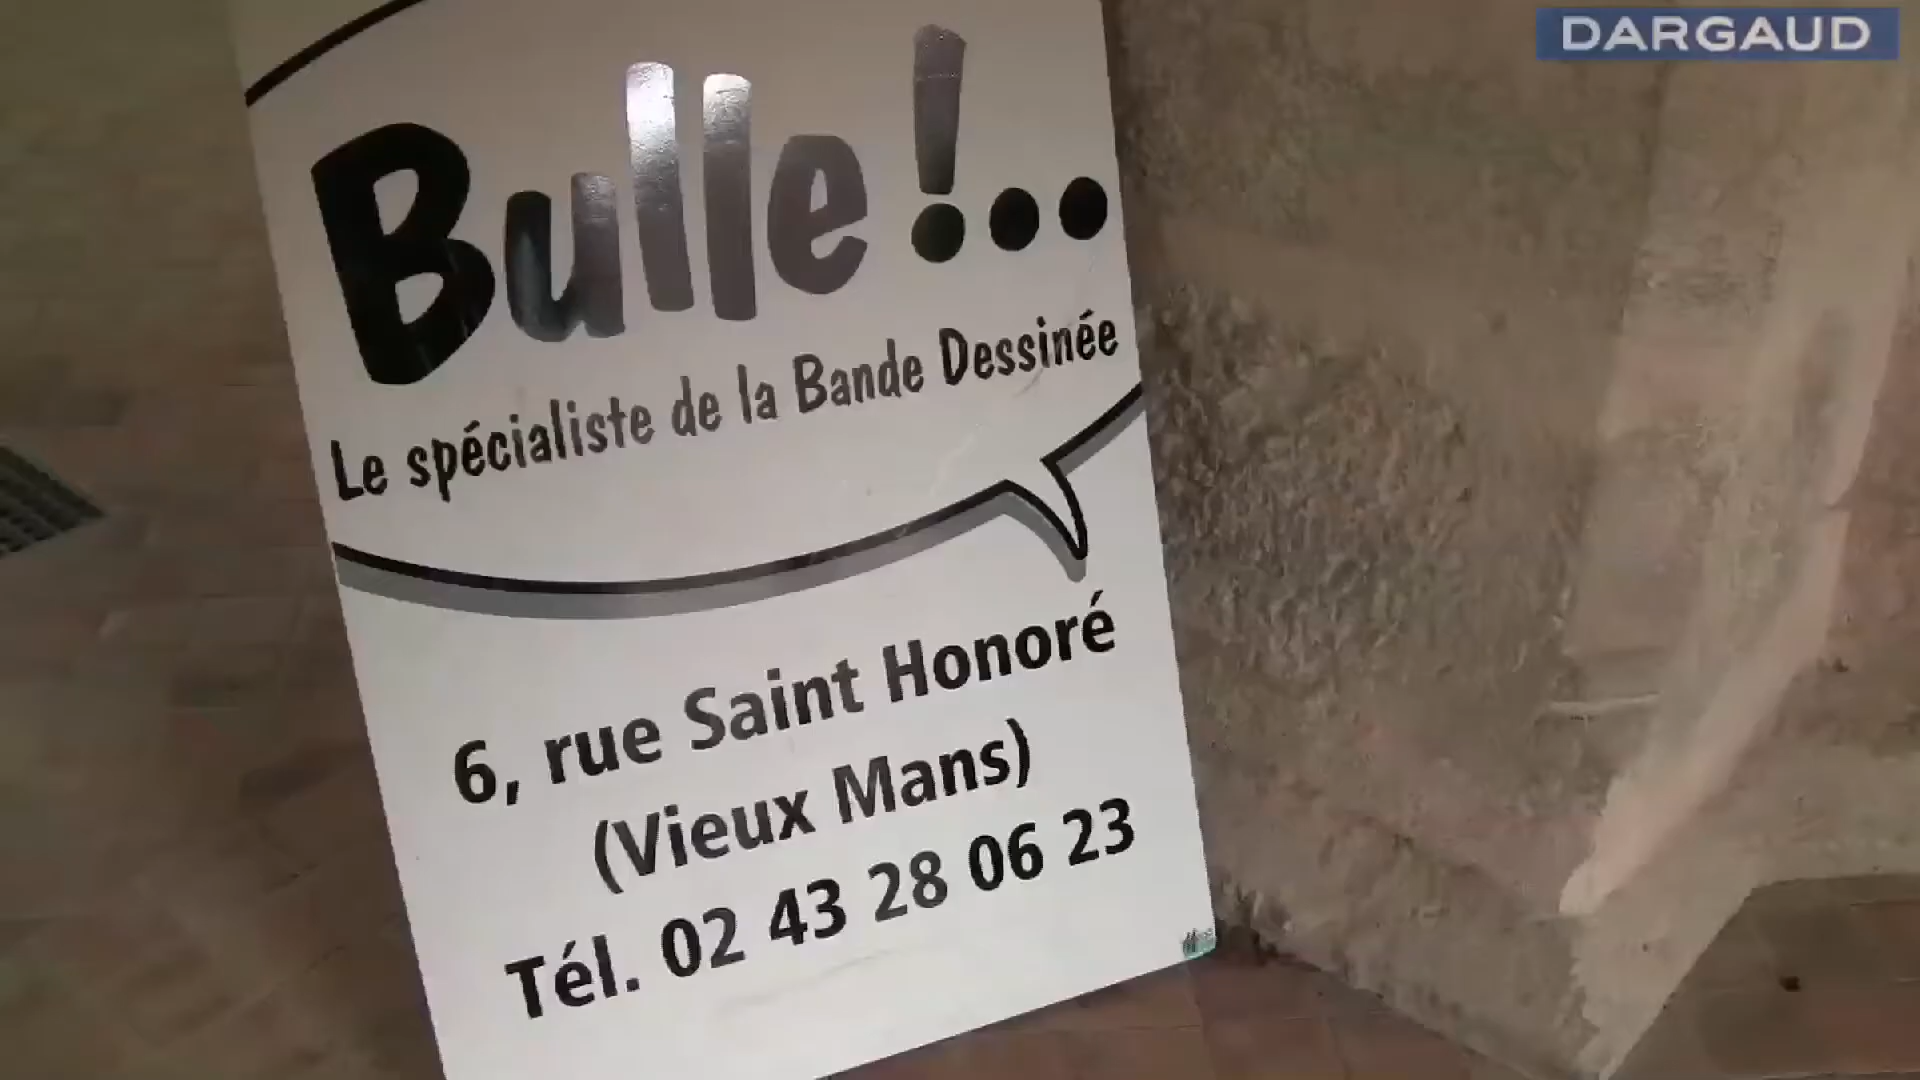 DARGAUD
Bulle !..
Le spécialiste de la Bande Dessinée
6, rue Saint Honoré
(Vieux Mans)
Tél. 02 43 28 06 23